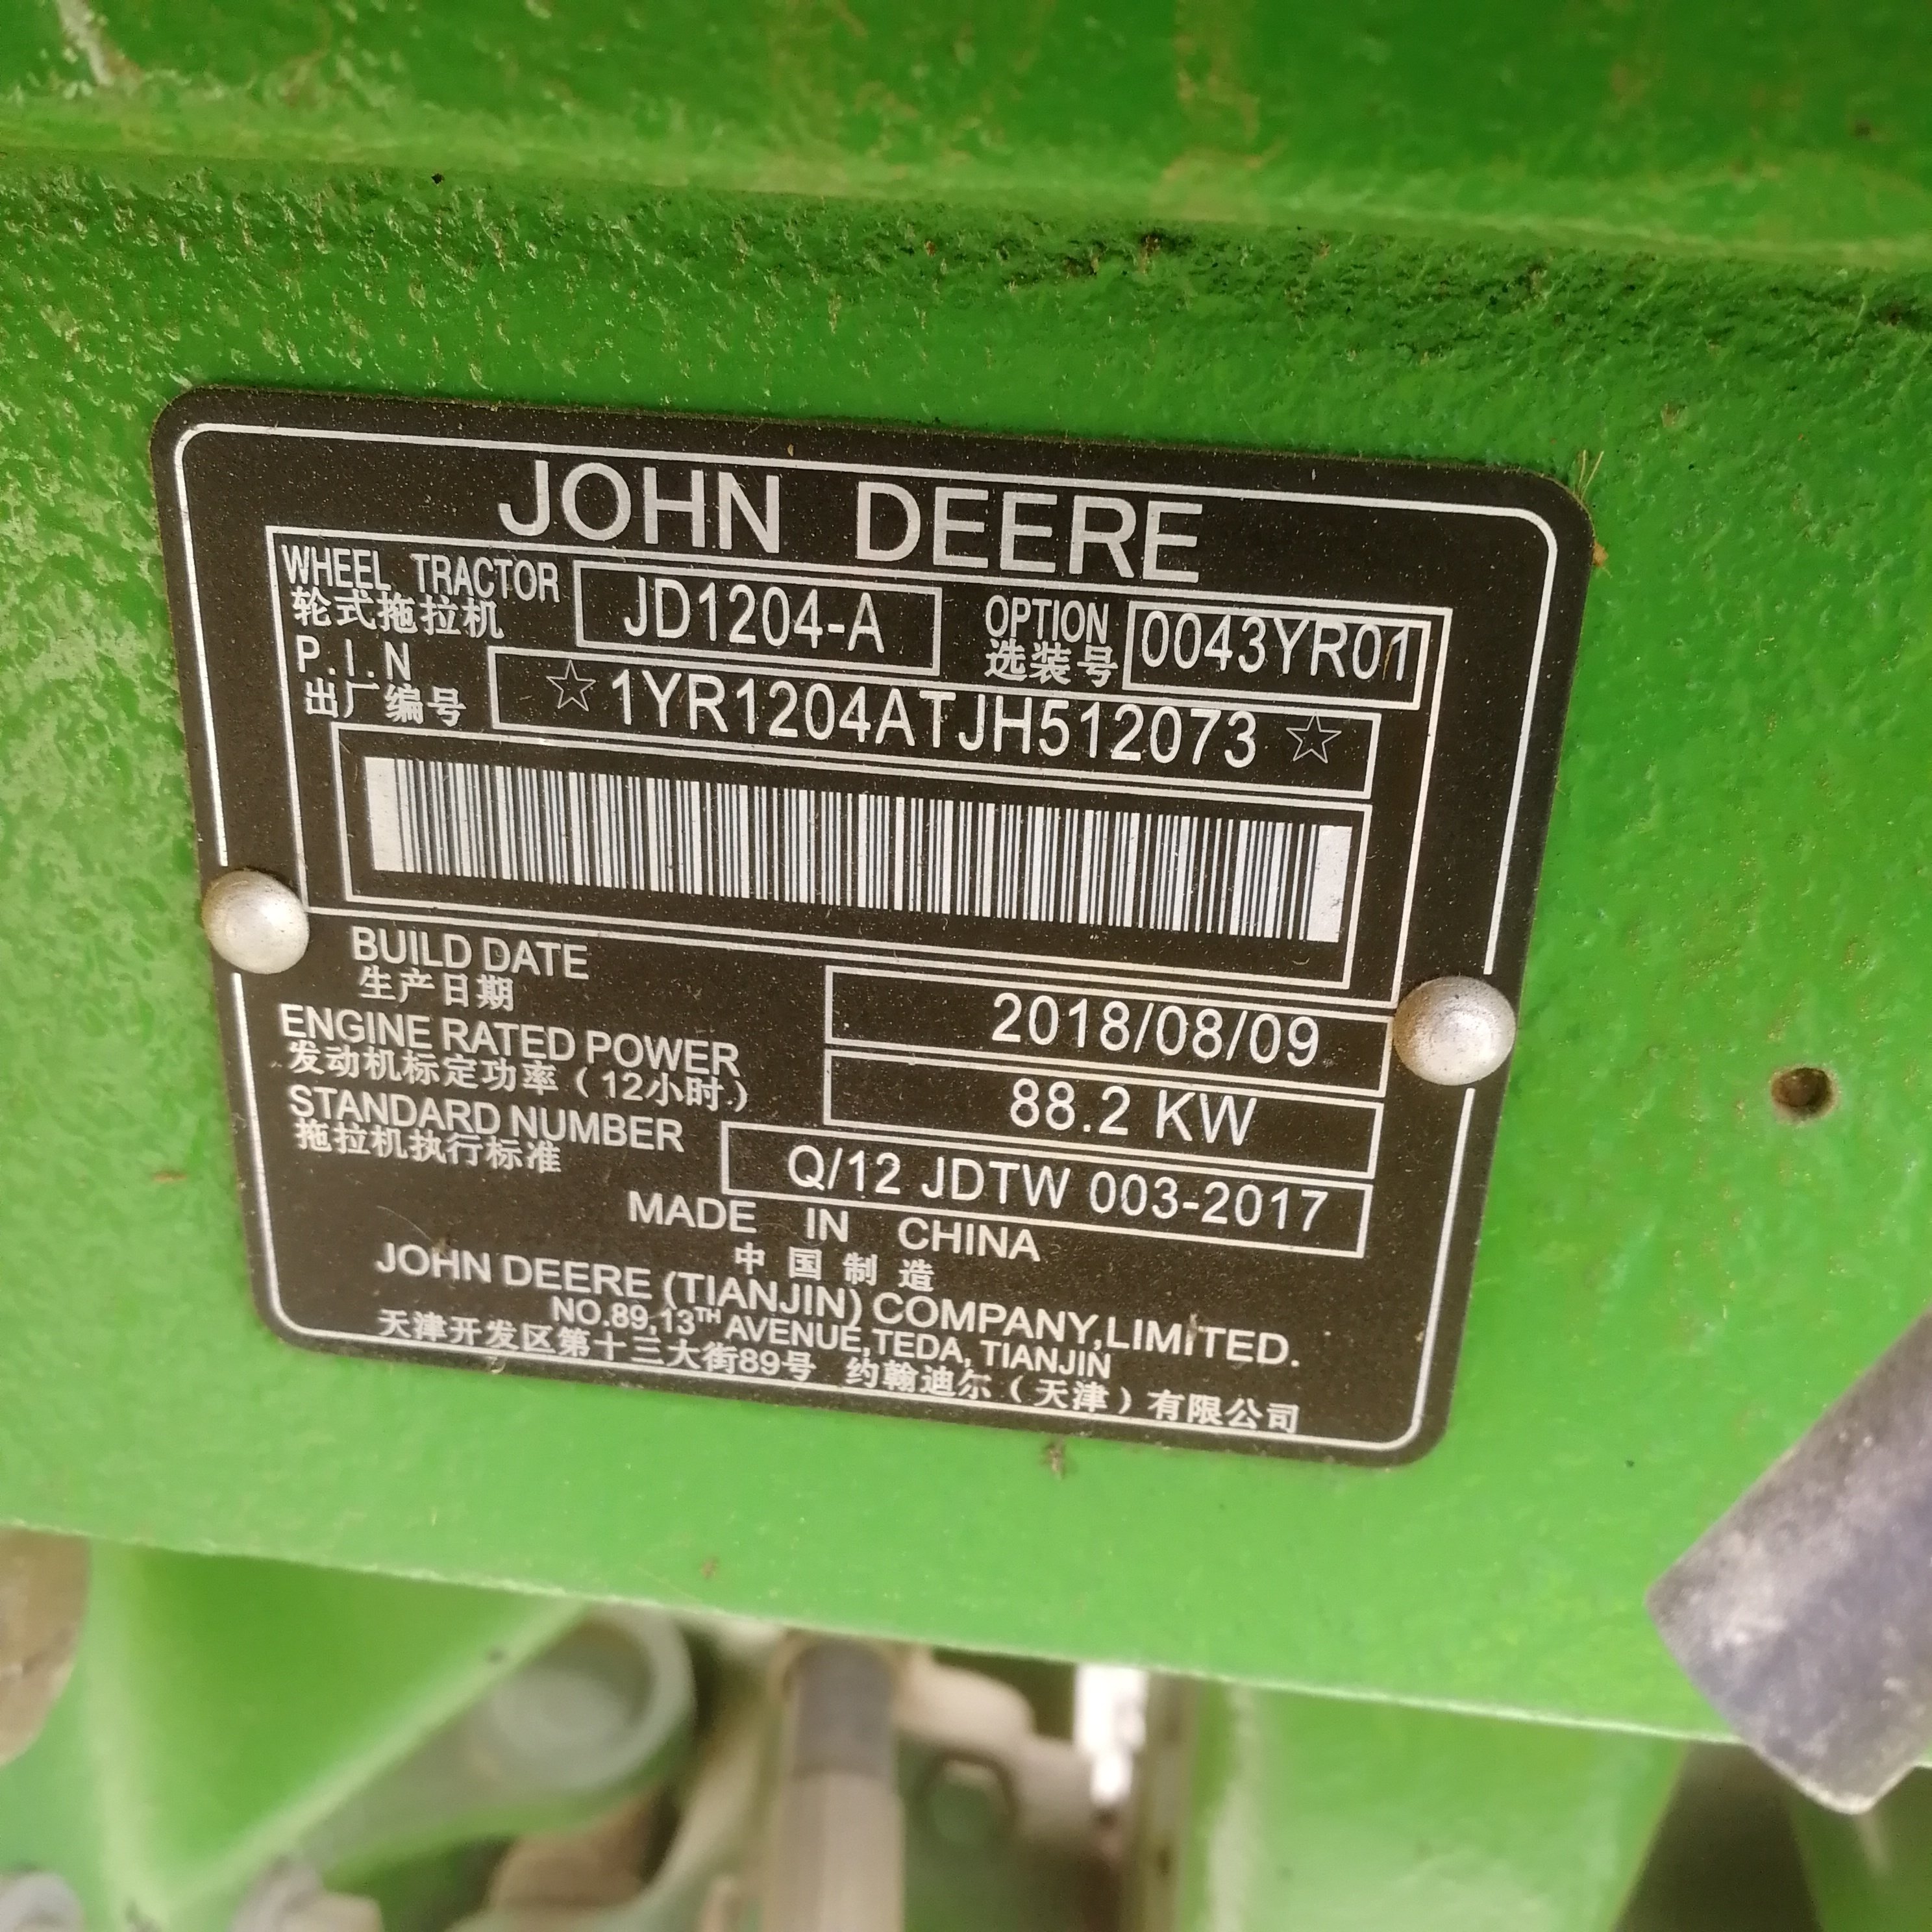 JOHN DEERE
WHEEL TRACTOR JD1204-A OPTION 0043YR01
轮式拖拉机 选装号
P.I.N ☆1YR1204ATJH512073☆
出厂编号
BUILD DATE 2018/08/09
生产日期
ENGINE RATED POWER 88.2 KW
发动机标定功率(12小时)
STANDARD NUMBER Q/12 JDTW 003-2017
拖拉机执行标准
MADE IN CHINA
中国制造
JOHN DEERE (TIANJIN) COMPANY,LIMITED.
NO.89,13TH AVENUE,TEDA, TIANJIN
天津开发区第十三大街89号 约翰迪尔(天津)有限公司